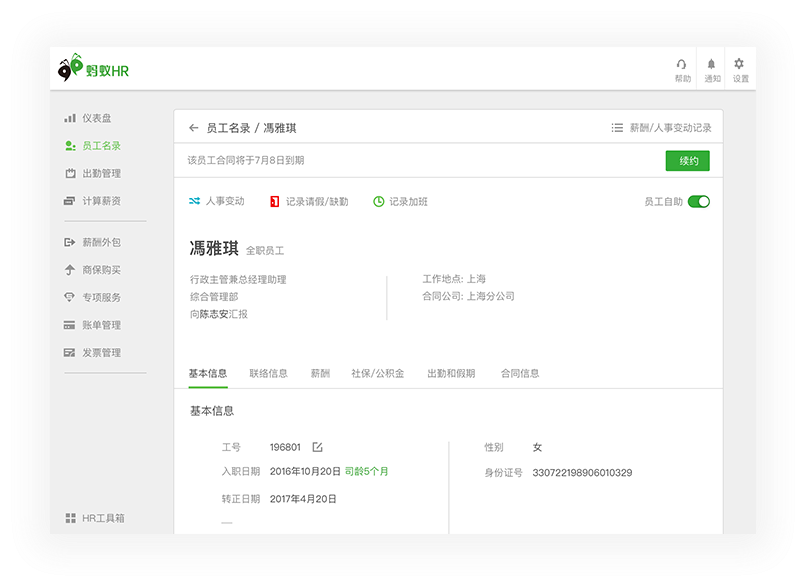 蚂蚁HR
帮助 通知 设置
仪表盘
员工名录
出勤管理
计算薪资
薪酬外包
商保购买
专项服务
账单管理
发票管理
HR工具箱
← 员工名录 / 馮雅琪 薪酬/人事变动记录
该员工合同将于7月8日到期 续约
人事变动 记录请假/缺勤 记录加班 员工自助
馮雅琪 全职员工
行政主管兼总经理助理
综合管理部
向陈志安汇报
工作地点: 上海
合同公司: 上海分公司
基本信息 联络信息 薪酬 社保/公积金 出勤和假期 合同信息
基本信息
工号 196801
入职日期 2016年10月20日 司龄5个月
转正日期 2017年4月20日
性别 女
身份证号 330722198906010329